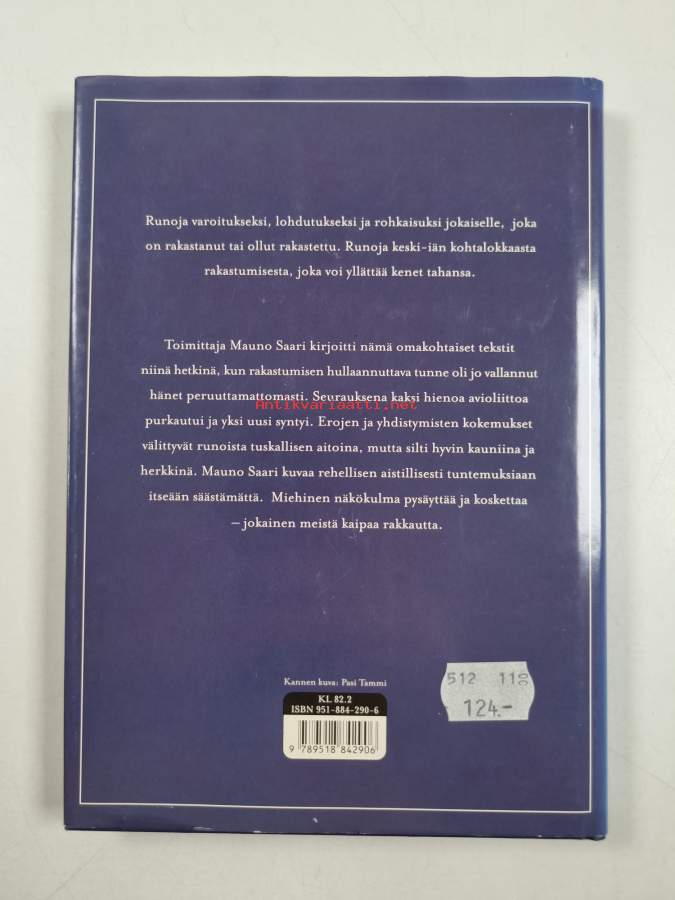 Runoja varoitukseksi, lohdutukseksi ja rohkaisuksi jokaiselle, joka
on rakastanut tai ollut rakastettu. Runoja keski-iän kohtalokkaasta
rakastumisesta, joka voi yllättää kenet tahansa.
Toimittaja Mauno Saari kirjoitti nämä omakohtaiset tekstit
niinä hetkinä, kun rakastumisen hullaannuttava tunne oli jo vallannut
hänet peruuttamattomasti. Seurauksena kaksi hienoa avioliittoa
Antikvariaatti.net
purkautui ja yksi uusi syntyi. Erojen ja yhdistymisten kokemukset
välittyvät runoista tuskallisen aitoina, mutta silti hyvin kauniina ja
herkkinä. Mauno Saari kuvaa rehellisen aistillisesti tuntemuksiaan
itseään säästämättä. Miehinen näkökulma pysäyttää ja koskettaa
– jokainen meistä kaipaa rakkautta.
Kannen kuva: Pasi Tammi
KL 82.2
ISBN 951-884-290-6
9 789518 842906
512 118
124.-